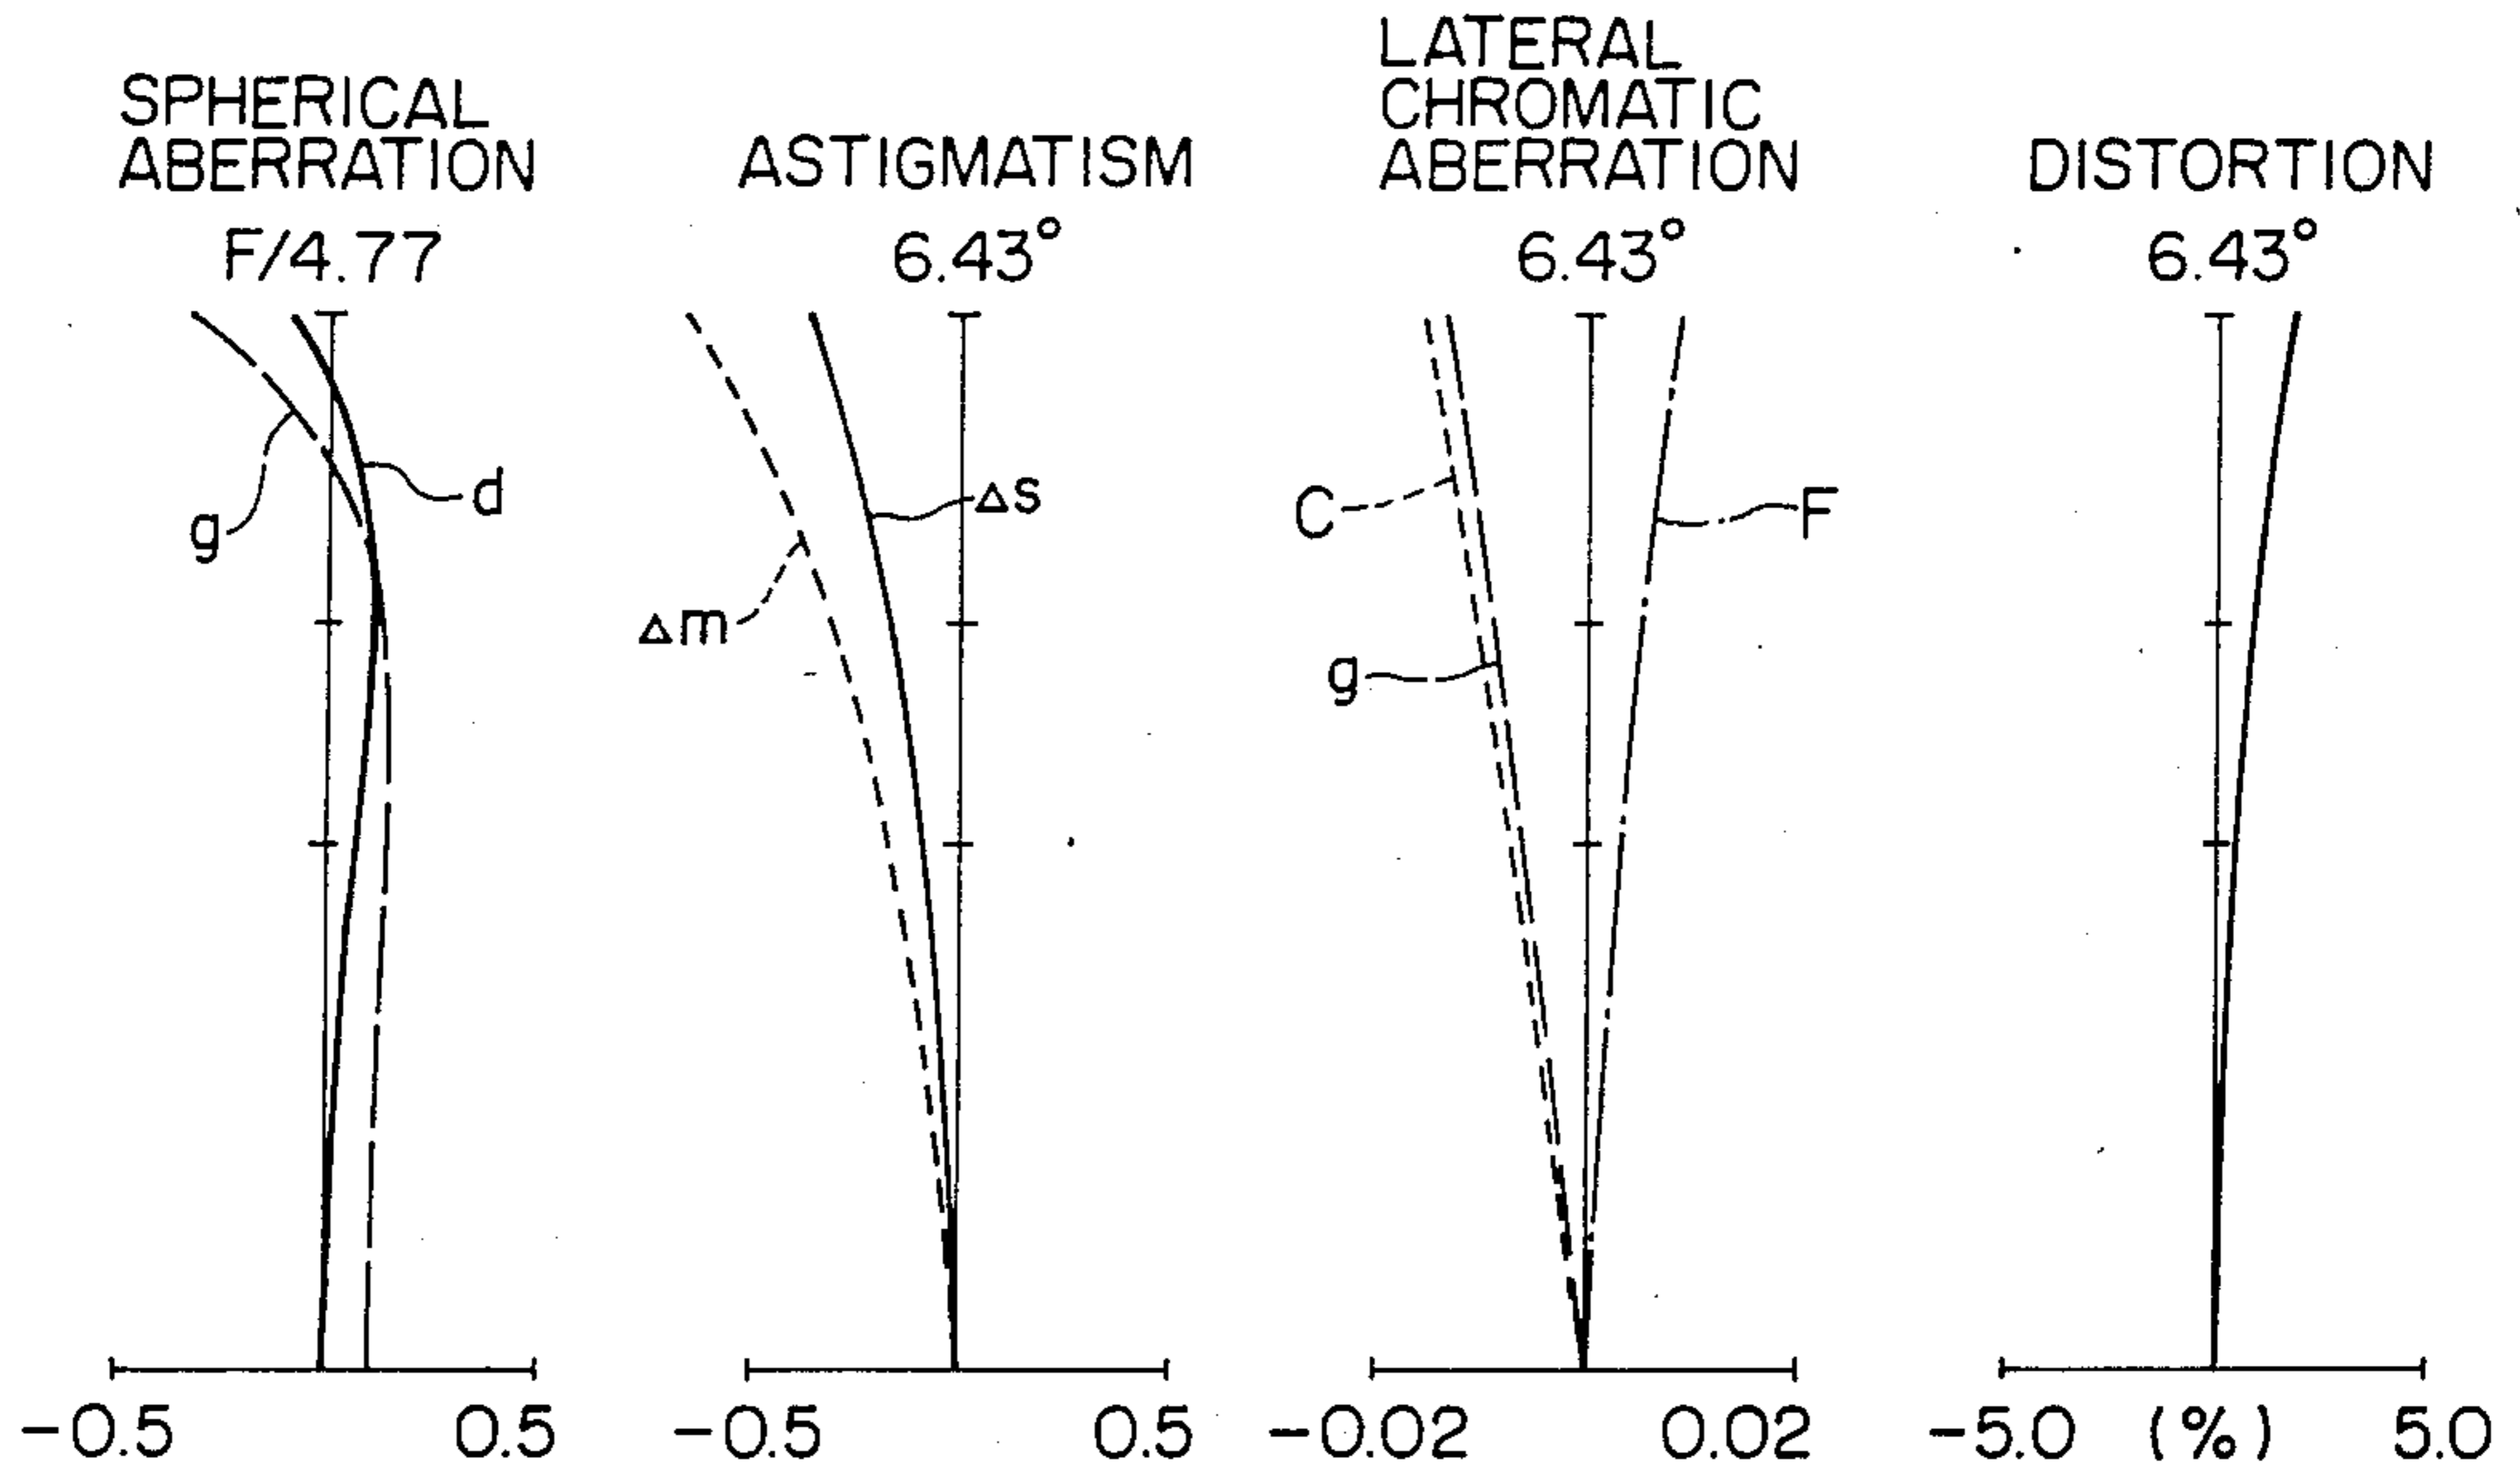 SPHERICAL
ABERRATION
F/4.77
g
d
-0.5
0.5
ASTIGMATISM
6.43°
Δs
Δm
-0.5
0.5
LATERAL
CHROMATIC
ABERRATION
6.43°
C
F
g
-0.02
0.02
DISTORTION
6.43°
-5.0
(%)
5.0